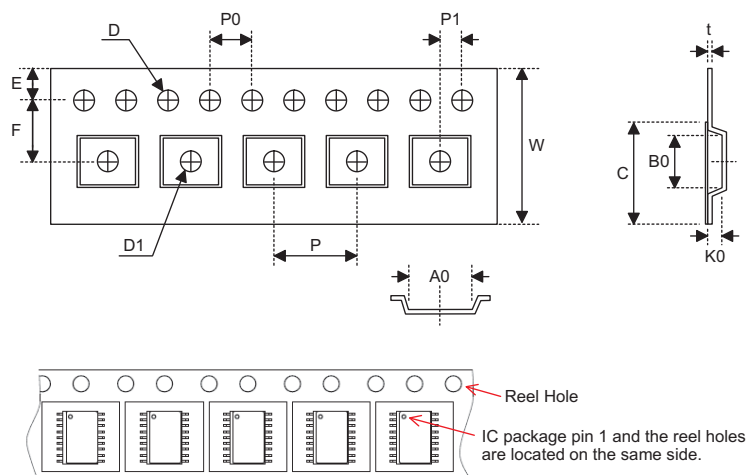 D
P0
P1
t
E
F
W
C
B0
D1
P
K0
A0
Reel Hole
IC package pin 1 and the reel holes
are located on the same side.